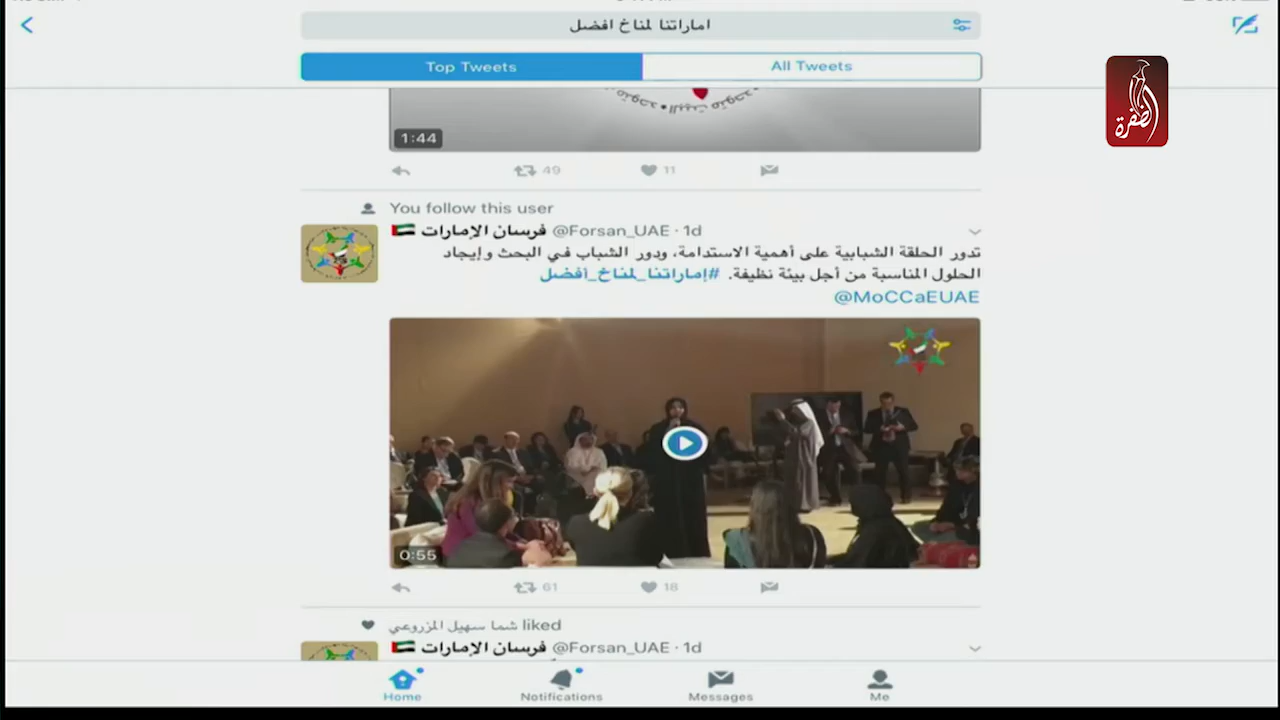 اماراتنا لمناخ افضل
Top Tweets
All Tweets
الظفرة
1:44
49
11
You follow this user
فرسان الإمارات @Forsan_UAE · 1d
تدور الحلقة الشبابية على أهمية الاستدامة، ودور الشباب في البحث وإيجاد
الحلول المناسبة من أجل بيئة نظيفة. #إماراتنا_لمناخ_أفضل
@MoCCaEUAE
0:55
61
18
شما سهيل المزروعي liked
فرسان الإمارات @Forsan_UAE · 1d
Home
Notifications
Messages
Me